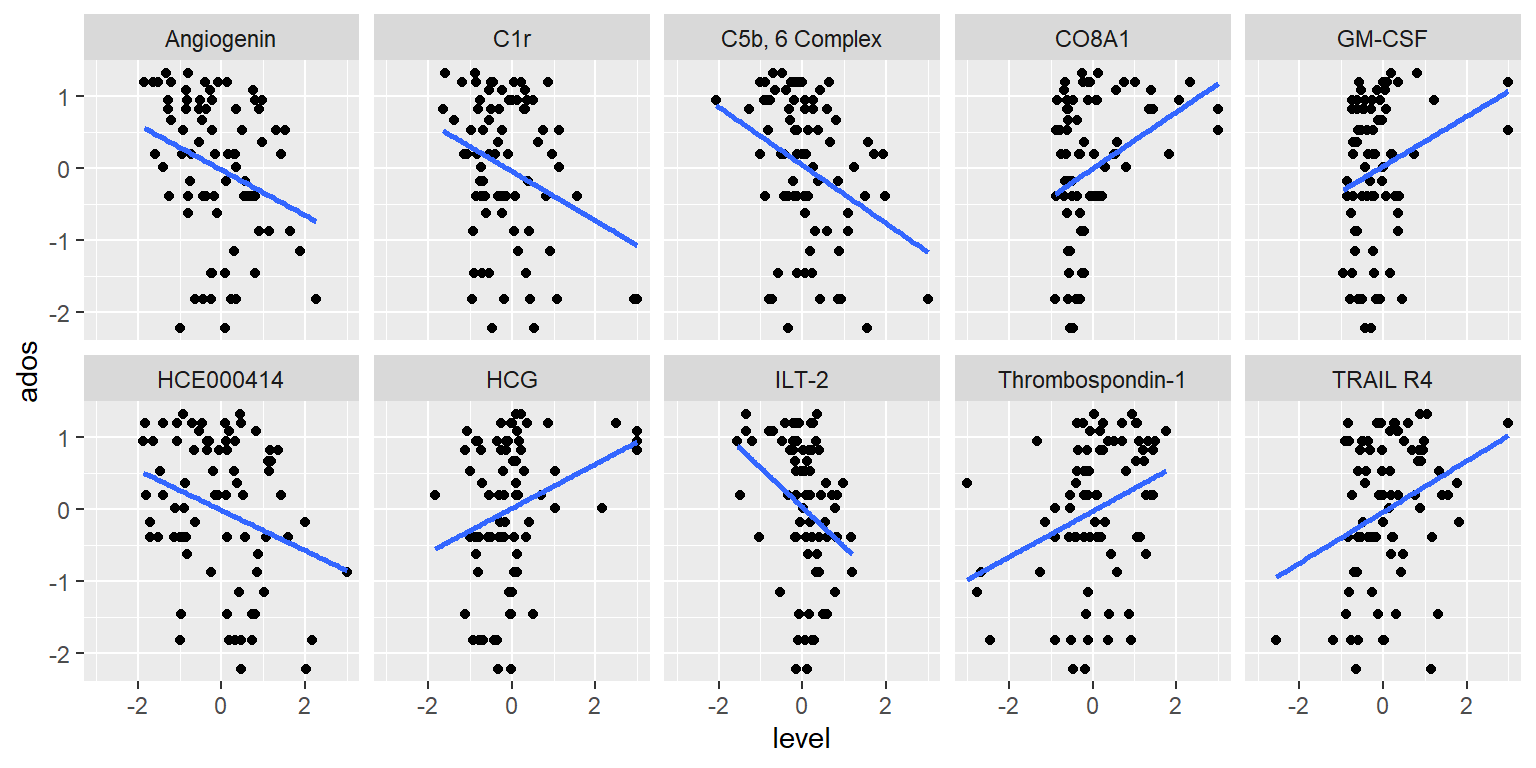 Angiogenin C1r C5b, 6 Complex CO8A1 GM-CSF
1
0
-1
-2
ados
HCE000414 HCG ILT-2 Thrombospondin-1 TRAIL R4
1
0
-1
-2
-2 0 2 -2 0 2 -2 0 2 -2 0 2 -2 0 2
level